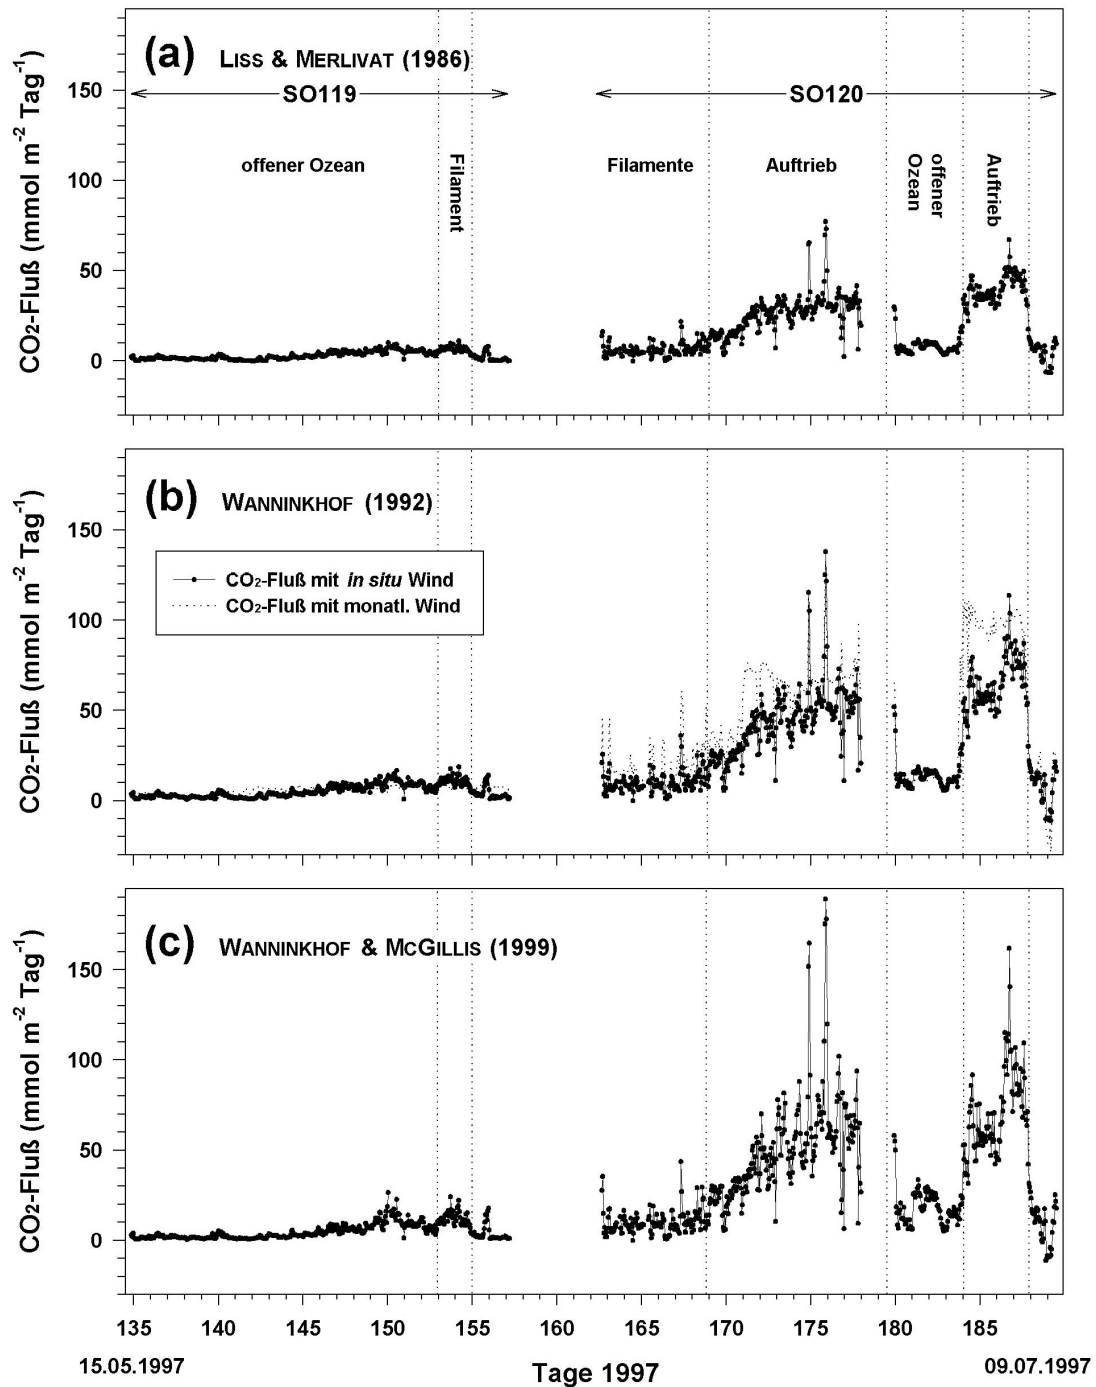 (a) LISS & MERLIVAT (1986)
SO119
SO120
offener Ozean
Filament
Filamente
Auftrieb
offener
Ozean
Auftrieb
CO2-Fluß (mmol m-2 Tag-1)
150
100
50
0
(b) WANNINKHOF (1992)
CO2-Fluß mit in situ Wind
CO2-Fluß mit monatl. Wind
CO2-Fluß (mmol m-2 Tag-1)
150
100
50
0
(c) WANNINKHOF & MCGILLIS (1999)
CO2-Fluß (mmol m-2 Tag-1)
150
100
50
0
135 140 145 150 155 160 165 170 175 180 185
15.05.1997 Tage 1997 09.07.1997